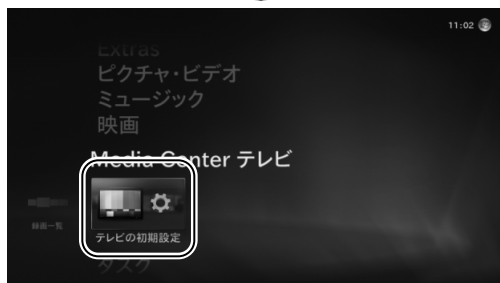 11:02
Extras
ピクチャ・ビデオ
ミュージック
映画
Media Center テレビ
録画一覧
テレビの初期設定
タスク